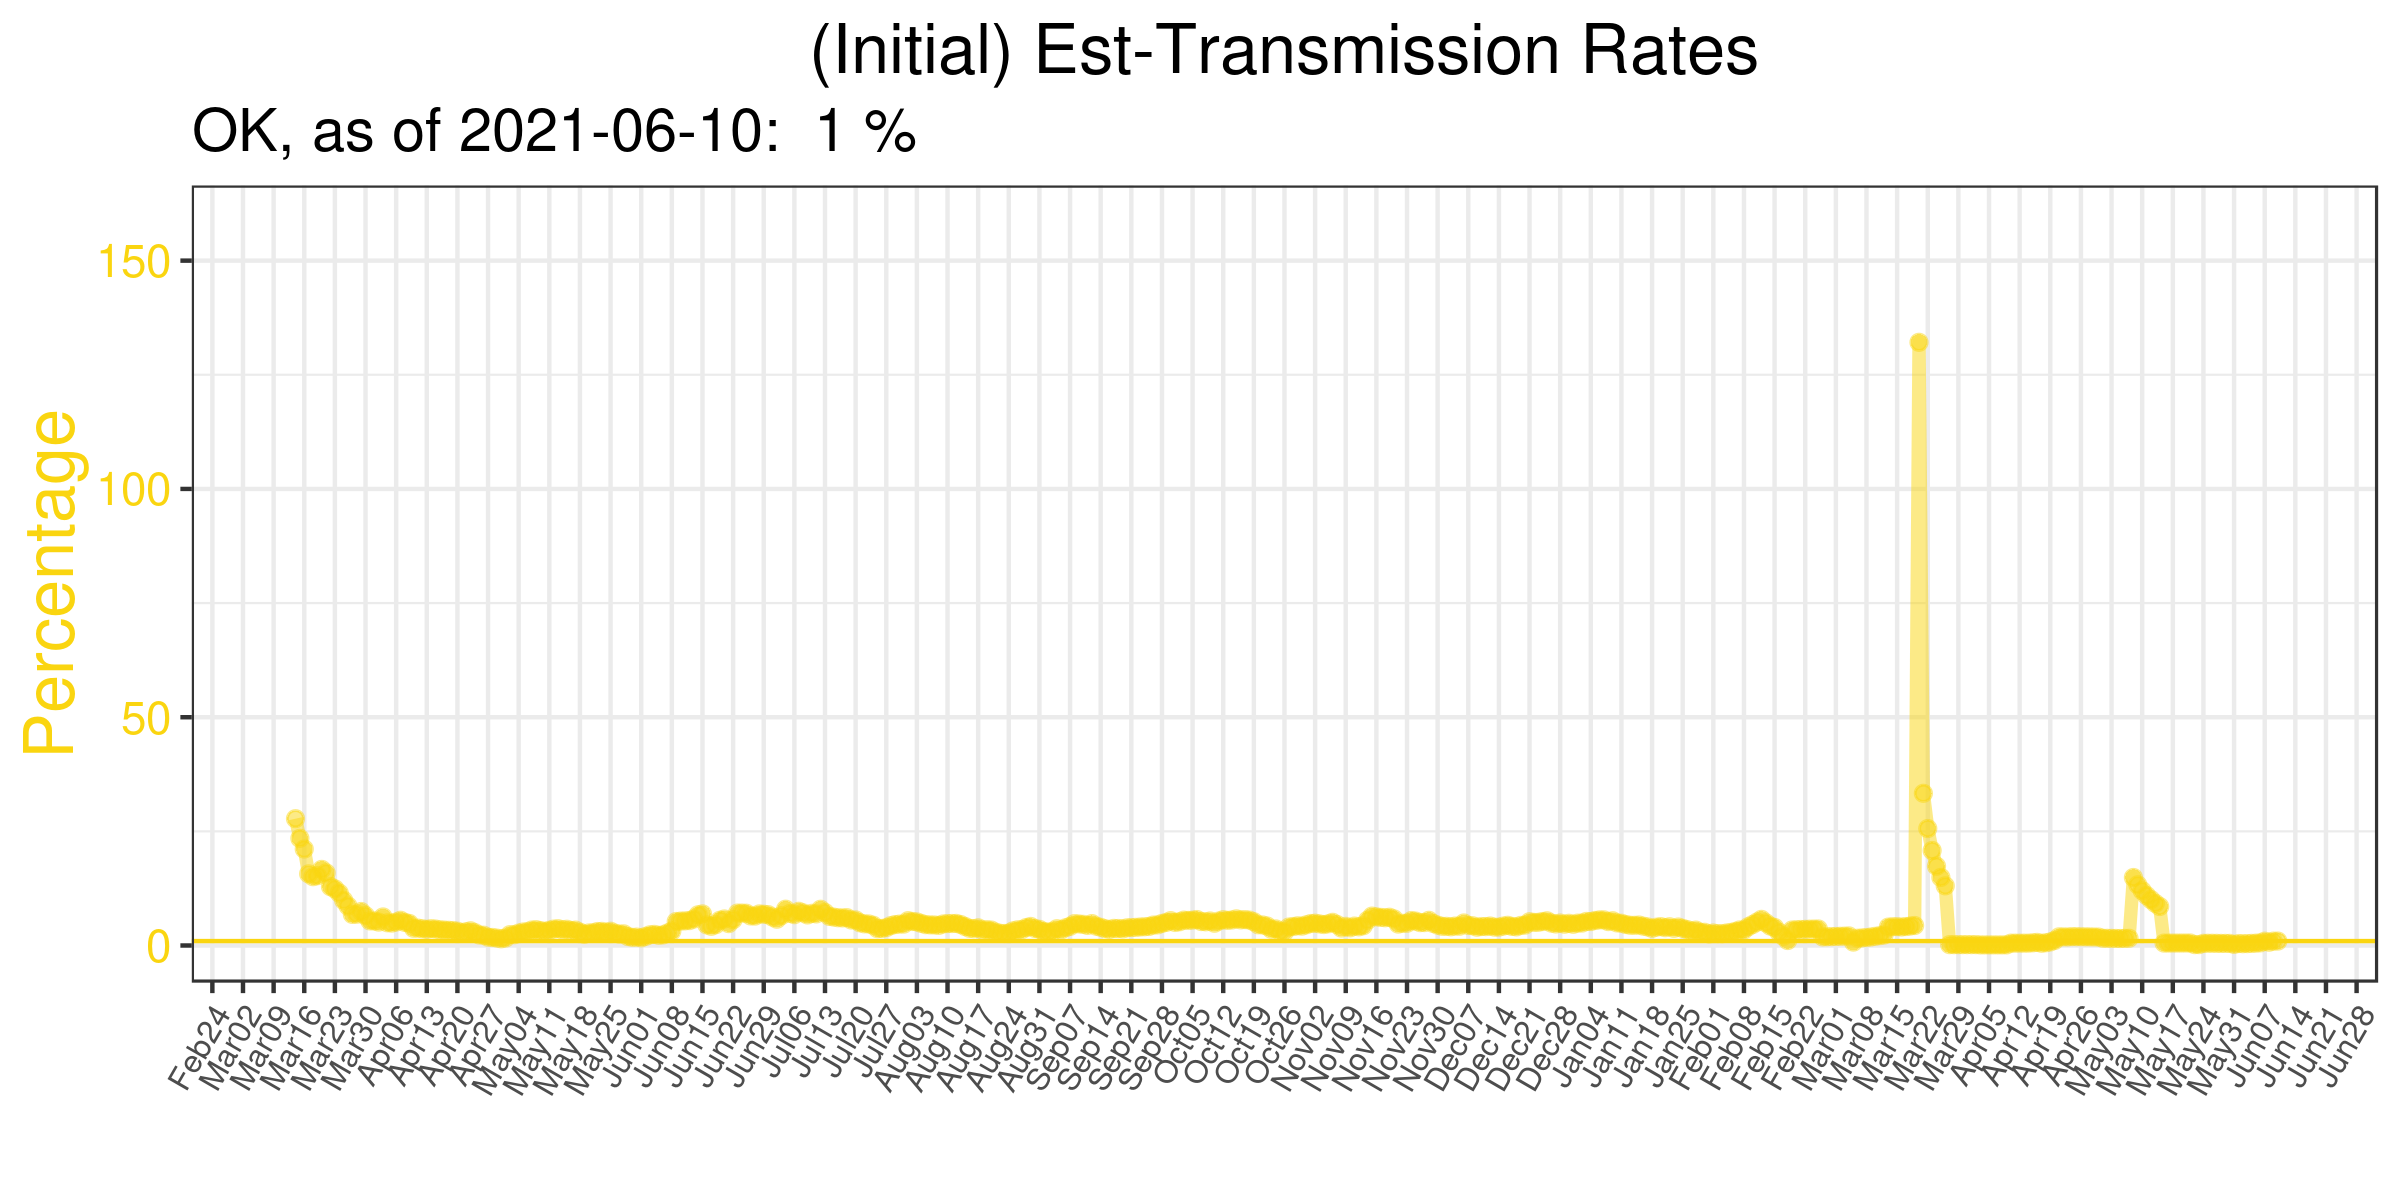 (Initial) Est-Transmission Rates
OK, as of 2021-06-10:  1 %
Percentage
150
100
50
0
Feb24
Mar02
Mar09
Mar16
Mar23
Mar30
Apr06
Apr13
Apr20
Apr27
May04
May11
May18
May25
Jun01
Jun08
Jun15
Jun22
Jun29
Jul06
Jul13
Jul20
Jul27
Aug03
Aug10
Aug17
Aug24
Aug31
Sep07
Sep14
Sep21
Sep28
Oct05
Oct12
Oct19
Oct26
Nov02
Nov09
Nov16
Nov23
Nov30
Dec07
Dec14
Dec21
Dec28
Jan04
Jan11
Jan18
Jan25
Feb01
Feb08
Feb15
Feb22
Mar01
Mar08
Mar15
Mar22
Mar29
Apr05
Apr12
Apr19
Apr26
May03
May10
May17
May24
May31
Jun07
Jun14
Jun21
Jun28